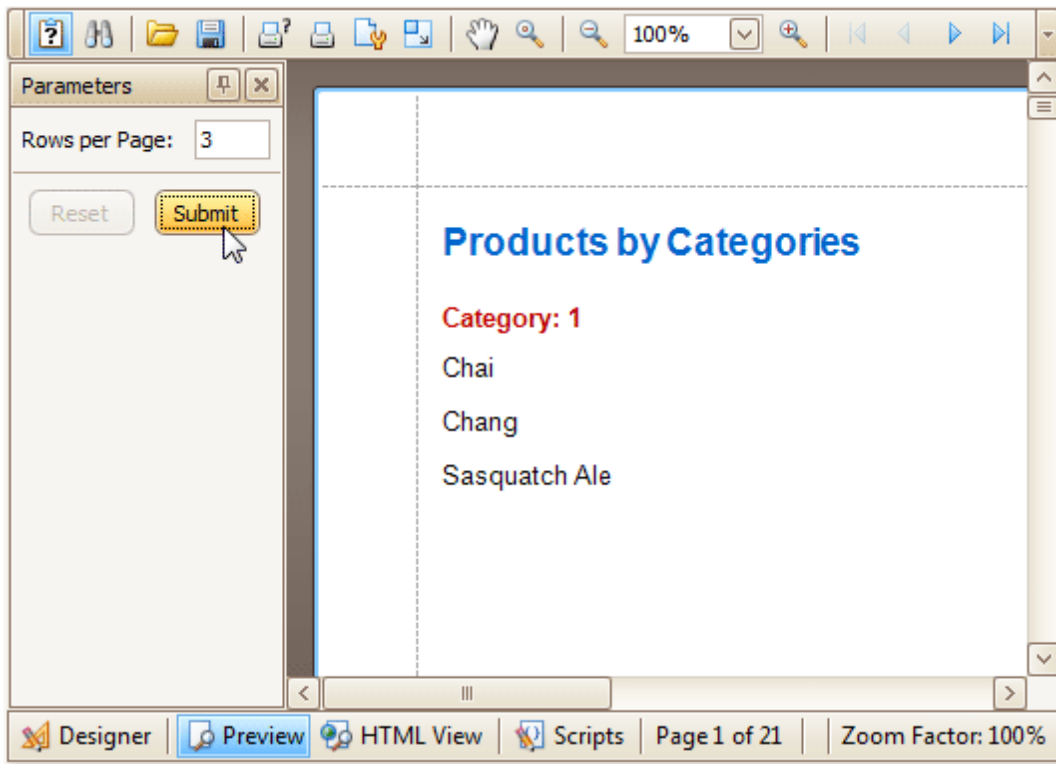 100%
Parameters
Rows per Page: 3
Reset Submit
Products by Categories
Category: 1
Chai
Chang
Sasquatch Ale
Designer Preview HTML View Scripts Page 1 of 21 Zoom Factor: 100%